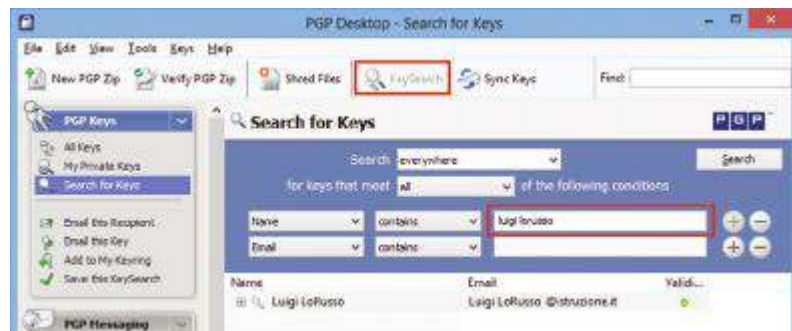 PGP Desktop - Search for Keys
File Edit View Tools Keys Help
New PGP Zip Verify PGP Zip Shred Files KeySearch Sync Keys Find:
PGP Keys
All Keys
My Private Keys
Search for Keys
Email this Recipient
Email this Key
Add to My Keyring
Save this KeySearch
PGP Messaging
Search for Keys
PGP
Search everywhere Search
for keys that meet all of the following conditions
Name contains luigi lorusso
Email contains
Name Email Validi...
Luigi LoRusso Luigi LoRusso @istruzione.it